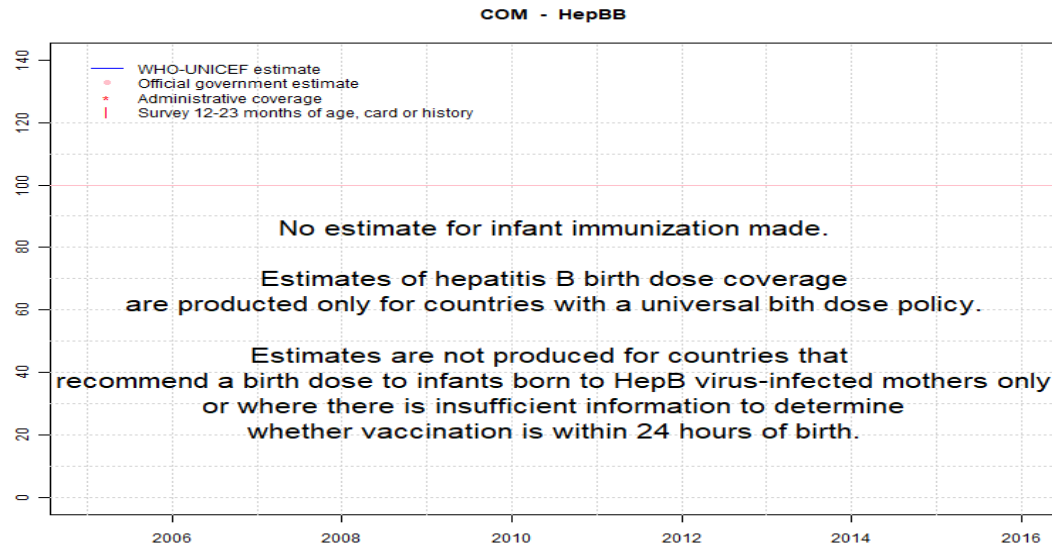 COM - HepBB
140
120
100
80
60
40
20
0
WHO-UNICEF estimate
Official government estimate
Administrative coverage
Survey 12-23 months of age, card or history
No estimate for infant immunization made.
Estimates of hepatitis B birth dose coverage
are producted only for countries with a universal bith dose policy.
Estimates are not produced for countries that
recommend a birth dose to infants born to HepB virus-infected mothers only
or where there is insufficient information to determine
whether vaccination is within 24 hours of birth.
2006 2008 2010 2012 2014 2016